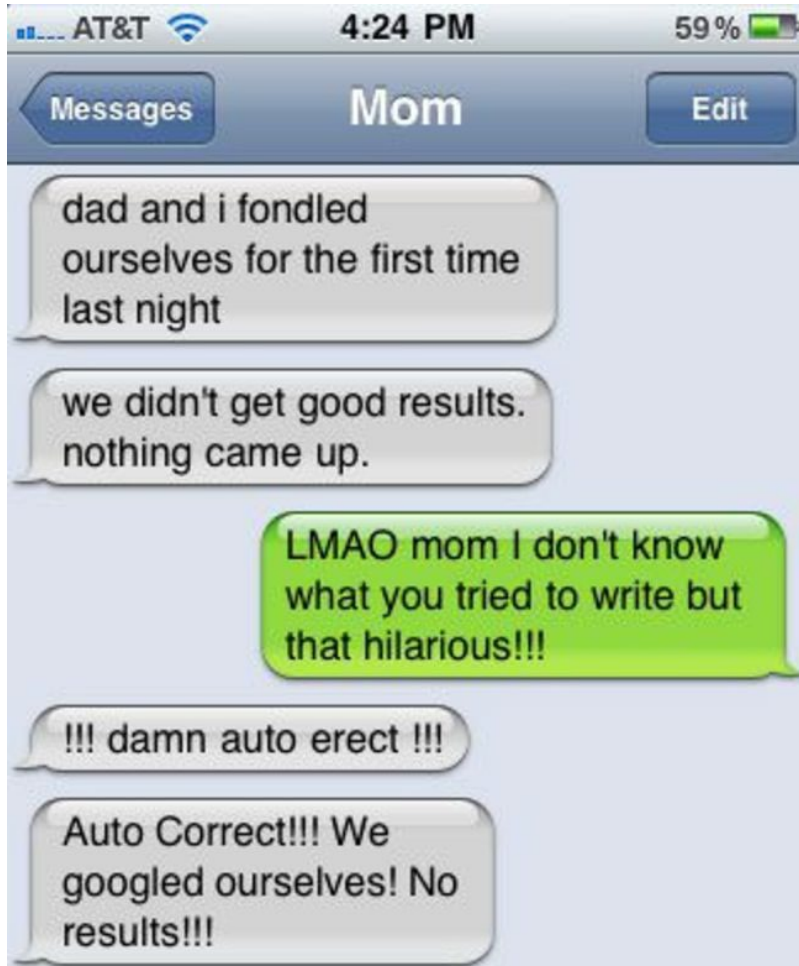 AT&T 4:24 PM 59%
Messages Mom Edit
dad and i fondled
ourselves for the first time
last night
we didn't get good results.
nothing came up.
LMAO mom I don't know
what you tried to write but
that hilarious!!!
!!! damn auto erect !!!
Auto Correct!!! We
googled ourselves! No
results!!!